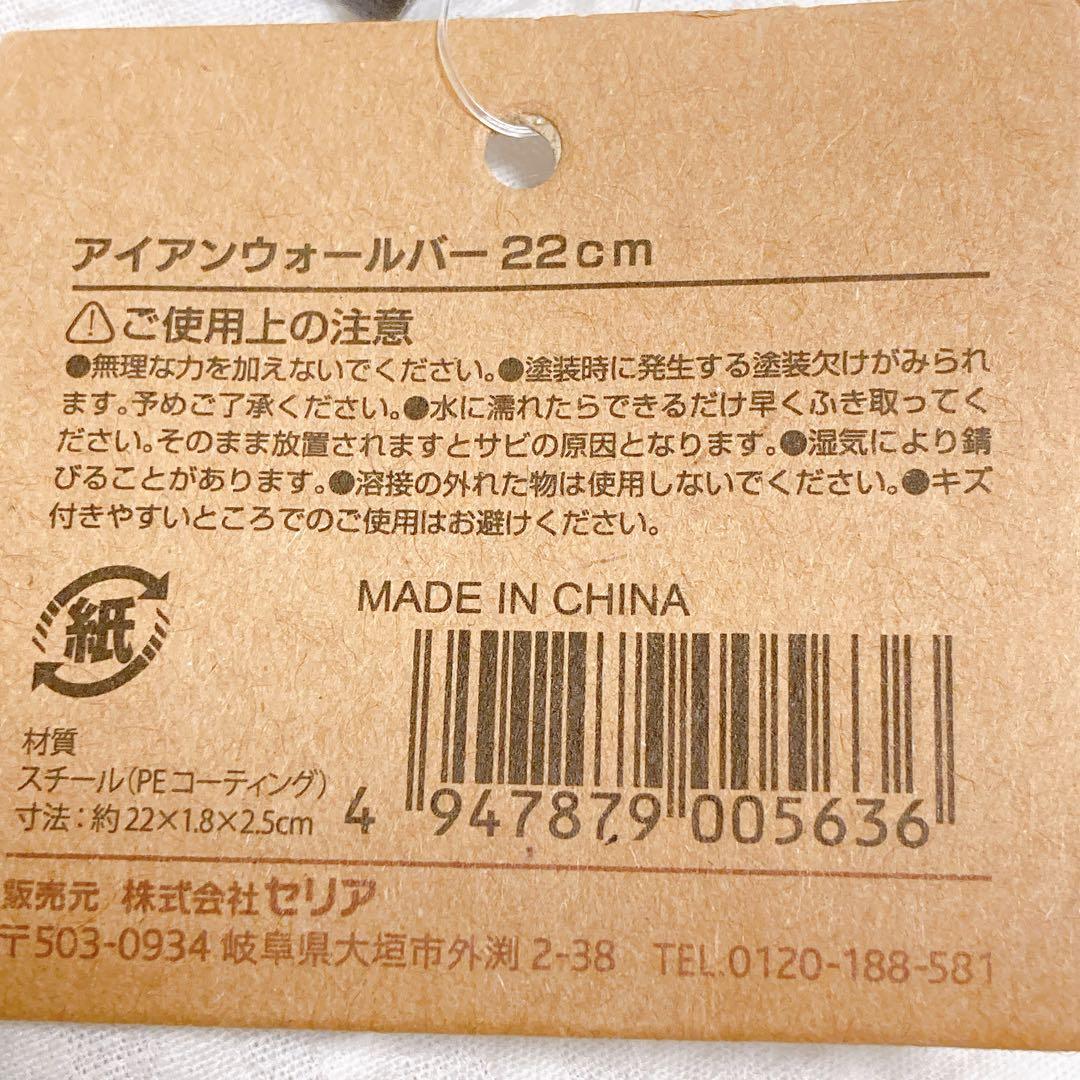 アイアンウォールバー22cm
⚠ご使用上の注意
●無理な力を加えないでください。●塗装時に発生する塗装欠けがみられ
ます。予めご了承ください。●水に濡れたらできるだけ早くふき取ってく
ださい。そのまま放置されますとサビの原因となります。●湿気により錆
びることがあります。●溶接の外れた物は使用しないでください。●キズ
付きやすいところでのご使用はお避けください。
MADE IN CHINA
紙
材質
スチール(PEコーティング)
寸法:約22×1.8×2.5cm
4 947879 005636
販売元 株式会社セリア
〒503-0934 岐阜県大垣市外渕2-38 TEL.0120-188-581